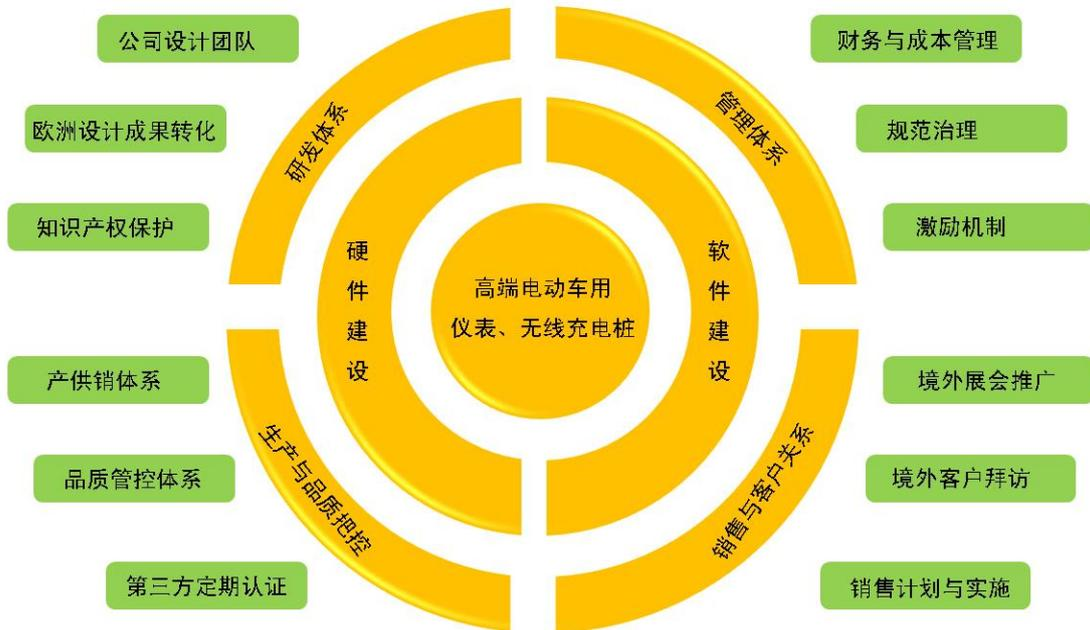 公司设计团队
财务与成本管理
欧洲设计成果转化
规范治理
知识产权保护
激励机制
研发体系
管理体系
硬件建设
软件建设
高端电动车用
仪表、无线充电桩
产供销体系
境外展会推广
生产与品质把控
销售与客户关系
品质管控体系
境外客户拜访
第三方定期认证
销售计划与实施